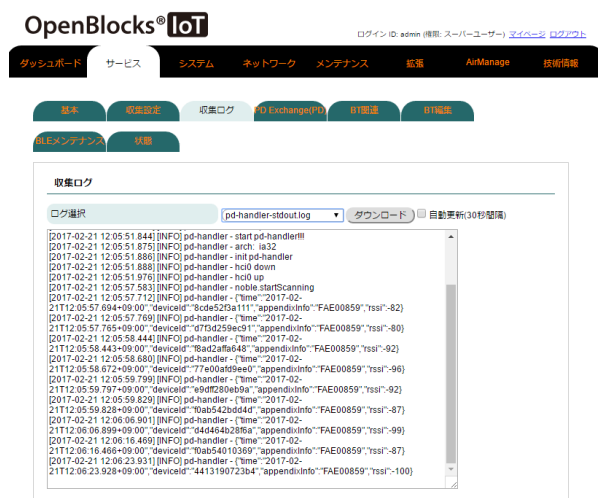 OpenBlocks® IoT
ログイン ID: admin (権限: スーパーユーザー) マイページ ログアウト
ダッシュボード サービス システム ネットワーク メンテナンス 拡張 AirManage 技術情報
基本 収集設定 収集ログ PD Exchange(PD) BT関連 BT編集
BLEメンテナンス 状態
収集ログ
ログ選択 pd-handler-stdout.log ダウンロード 自動更新(30秒間隔)
[2017-02-21 12:05:51.844] [INFO] pd-handler - start pd-handler!!!!
[2017-02-21 12:05:51.875] [INFO] pd-handler - arch: ia32
[2017-02-21 12:05:51.886] [INFO] pd-handler - init pd-handler
[2017-02-21 12:05:51.888] [INFO] pd-handler - hci0 down
[2017-02-21 12:05:51.976] [INFO] pd-handler - hci0 up
[2017-02-21 12:05:57.583] [INFO] pd-handler - noble.startScanning
[2017-02-21 12:05:57.712] [INFO] pd-handler - {"time":"2017-02-
21T12:05:57.694+09:00","deviceId":"8cde52f3a111","appendixInfo":"FAE00859","rssi":-82}
[2017-02-21 12:05:57.769] [INFO] pd-handler - {"time":"2017-02-
21T12:05:57.765+09:00","deviceId":"d7f3d259ec91","appendixInfo":"FAE00859","rssi":-80}
[2017-02-21 12:05:58.444] [INFO] pd-handler - {"time":"2017-02-
21T12:05:58.443+09:00","deviceId":"f8ad2affa648","appendixInfo":"FAE00859","rssi":-92}
[2017-02-21 12:05:58.680] [INFO] pd-handler - {"time":"2017-02-
21T12:05:58.672+09:00","deviceId":"77e00afd9ee0","appendixInfo":"FAE00859","rssi":-96}
[2017-02-21 12:05:59.799] [INFO] pd-handler - {"time":"2017-02-
21T12:05:59.797+09:00","deviceId":"e9dff280eb9a","appendixInfo":"FAE00859","rssi":-92}
[2017-02-21 12:05:59.829] [INFO] pd-handler - {"time":"2017-02-
21T12:05:59.828+09:00","deviceId":"f0ab542bdd4d","appendixInfo":"FAE00859","rssi":-87}
[2017-02-21 12:06:06.901] [INFO] pd-handler - {"time":"2017-02-
21T12:06:06.899+09:00","deviceId":"d4d464b28f6a","appendixInfo":"FAE00859","rssi":-99}
[2017-02-21 12:06:16.469] [INFO] pd-handler - {"time":"2017-02-
21T12:06:16.466+09:00","deviceId":"f0ab54010369","appendixInfo":"FAE00859","rssi":-87}
[2017-02-21 12:06:23.931] [INFO] pd-handler - {"time":"2017-02-
21T12:06:23.928+09:00","deviceId":"4413190723b4","appendixInfo":"FAE00859","rssi":-100}